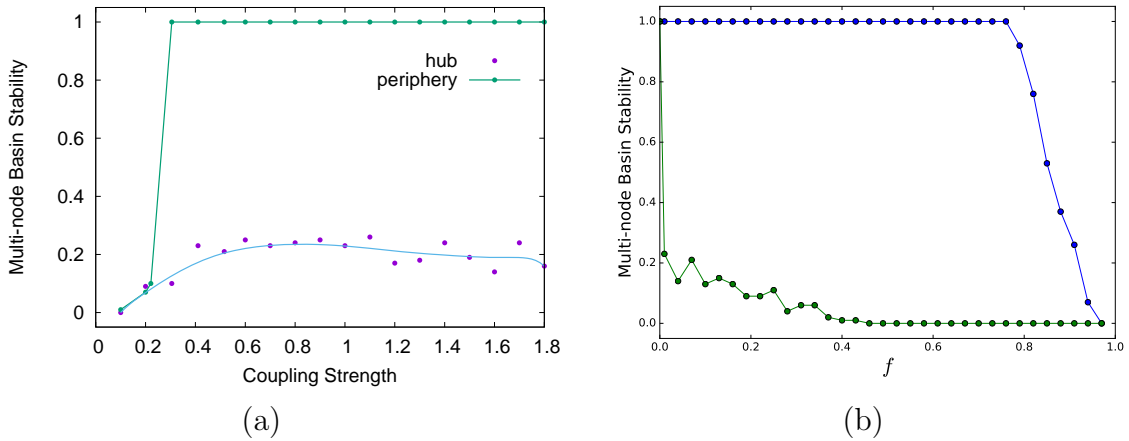 Multi-node Basin Stability
1
0.8
0.6
0.4
0.2
0
0 0.2 0.4 0.6 0.8 1 1.2 1.4 1.6 1.8
Coupling Strength
hub
periphery
(a)
Multi-node Basin Stability
1.0
0.8
0.6
0.4
0.2
0.0
0.0 0.2 0.4 0.6 0.8 1.0
f
(b)